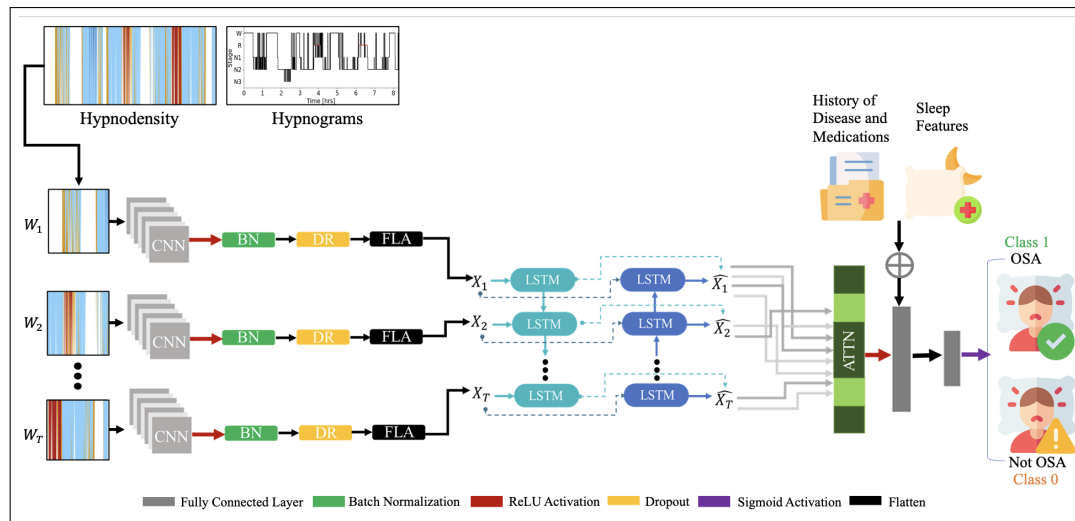 Stage
W
R
N1
N2
N3
0 1 2 3 4 5 6 7 8
Time [hrs]
Hypnodensity
Hypnograms
History of
Disease and
Medications
Sleep
Features
W₁
CNN
BN
DR
FLA
X₁
LSTM
LSTM
X̂₁
W₂
CNN
BN
DR
FLA
X₂
LSTM
LSTM
X̂₂
W_T
CNN
BN
DR
FLA
X_T
LSTM
LSTM
X̂_T
ATTN
Class 1
OSA
Not OSA
Class 0
Fully Connected Layer
Batch Normalization
ReLU Activation
Dropout
Sigmoid Activation
Flatten